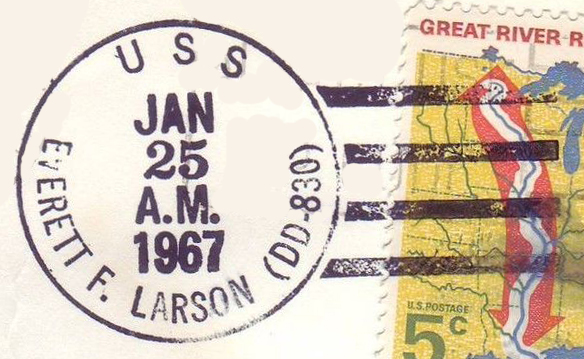 USS
JAN
25
A.M.
1967
EVERETT F. LARSON (DD-830)
GREAT RIVER R
U.S. POSTAGE
5c